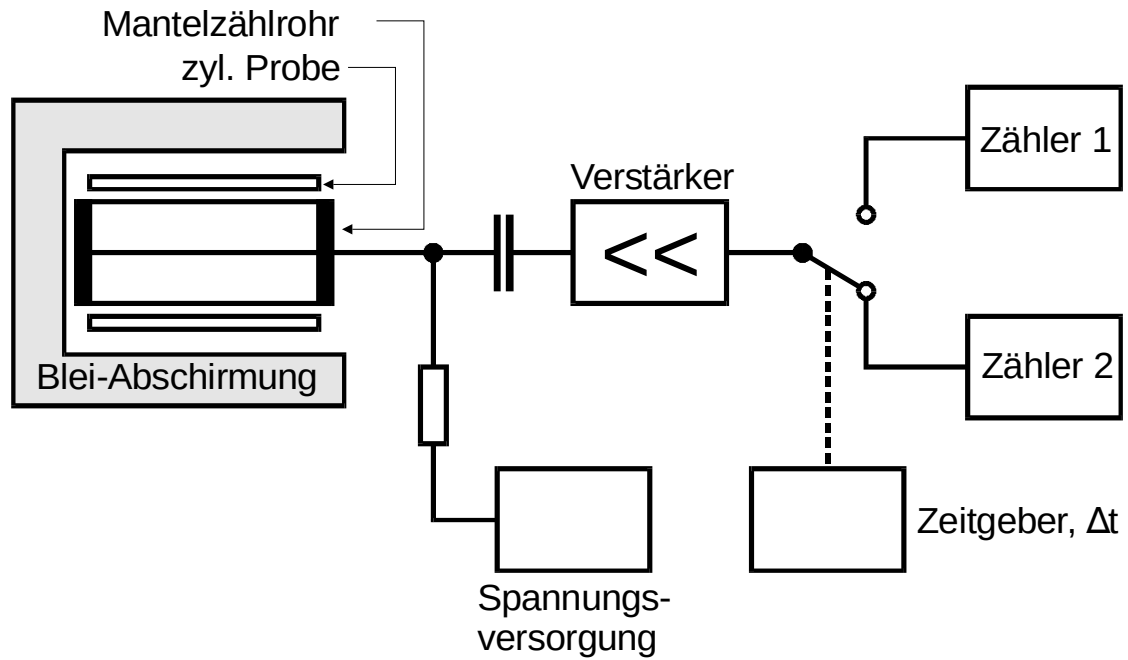 Mantelzählrohr
zyl. Probe
Blei-Abschirmung
Verstärker
<<
Zähler 1
Zähler 2
Zeitgeber, Δt
Spannungs-
versorgung